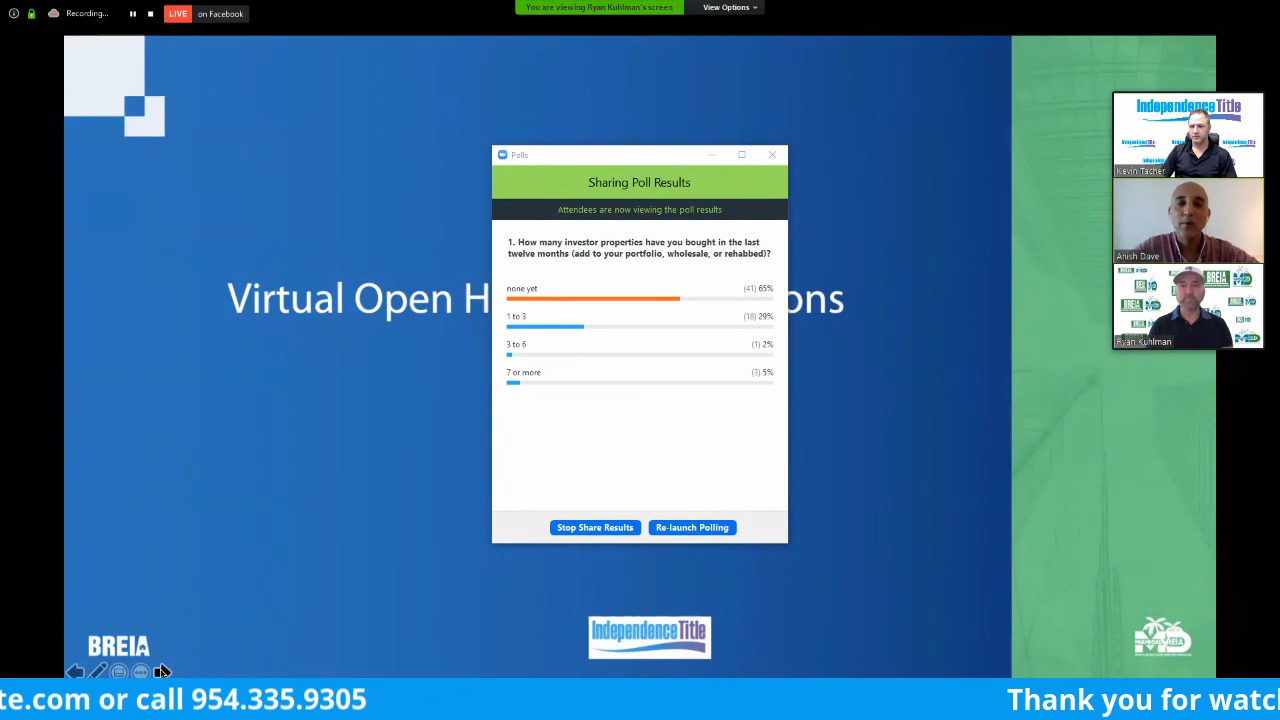 Recording...
LIVE on Facebook
You are viewing Ryan Kuhlman's screen
View Options
Polls
Sharing Poll Results
Attendees are now viewing the poll results
1. How many investor properties have you bought in the last
twelve months (add to your portfolio, wholesale, or rehabbed)?
none yet (41) 65%
1 to 3 (18) 29%
3 to 6 (1) 2%
7 or more (3) 5%
Stop Share Results
Re-launch Polling
Virtual Open H
ons
IndependenceTitle
Kevin Tacher
Anish Dave
BREIA
Ryan Kuhlman
BREIA
IndependenceTitle
te.com or call 954.335.9305
Thank you for watc